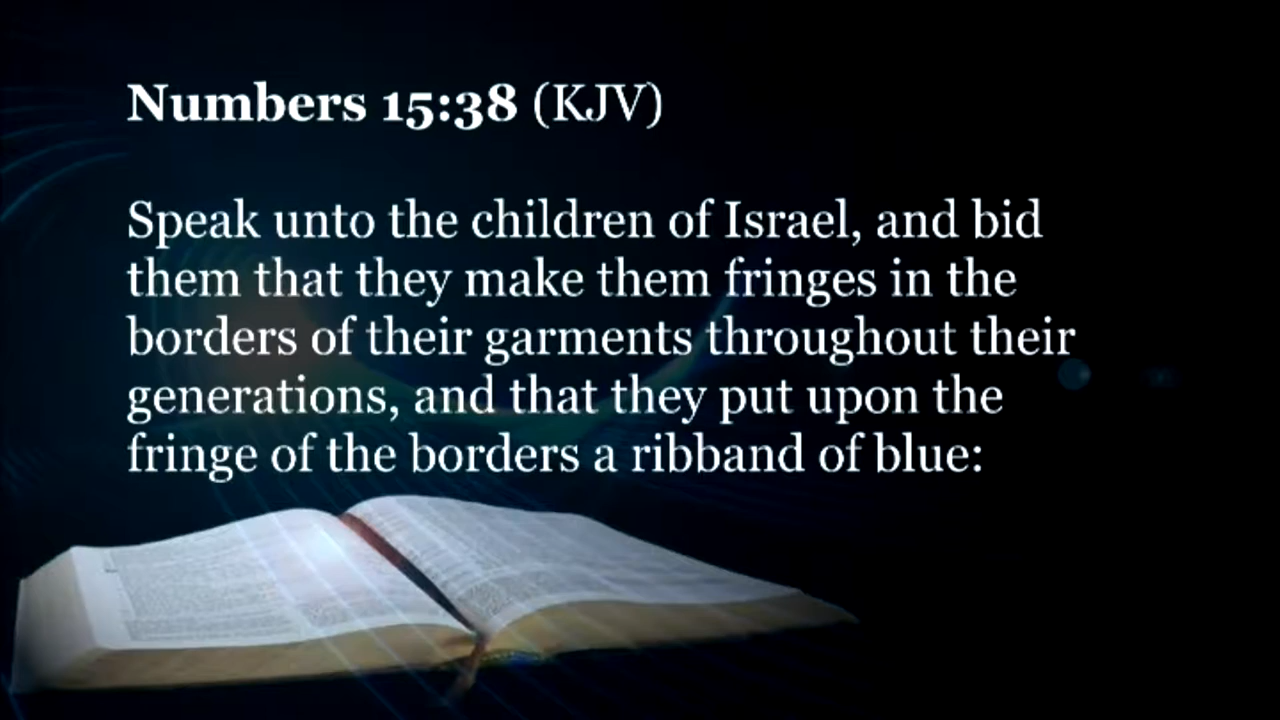 Numbers 15:38 (KJV)
Speak unto the children of Israel, and bid
them that they make them fringes in the
borders of their garments throughout their
generations, and that they put upon the
fringe of the borders a ribband of blue: